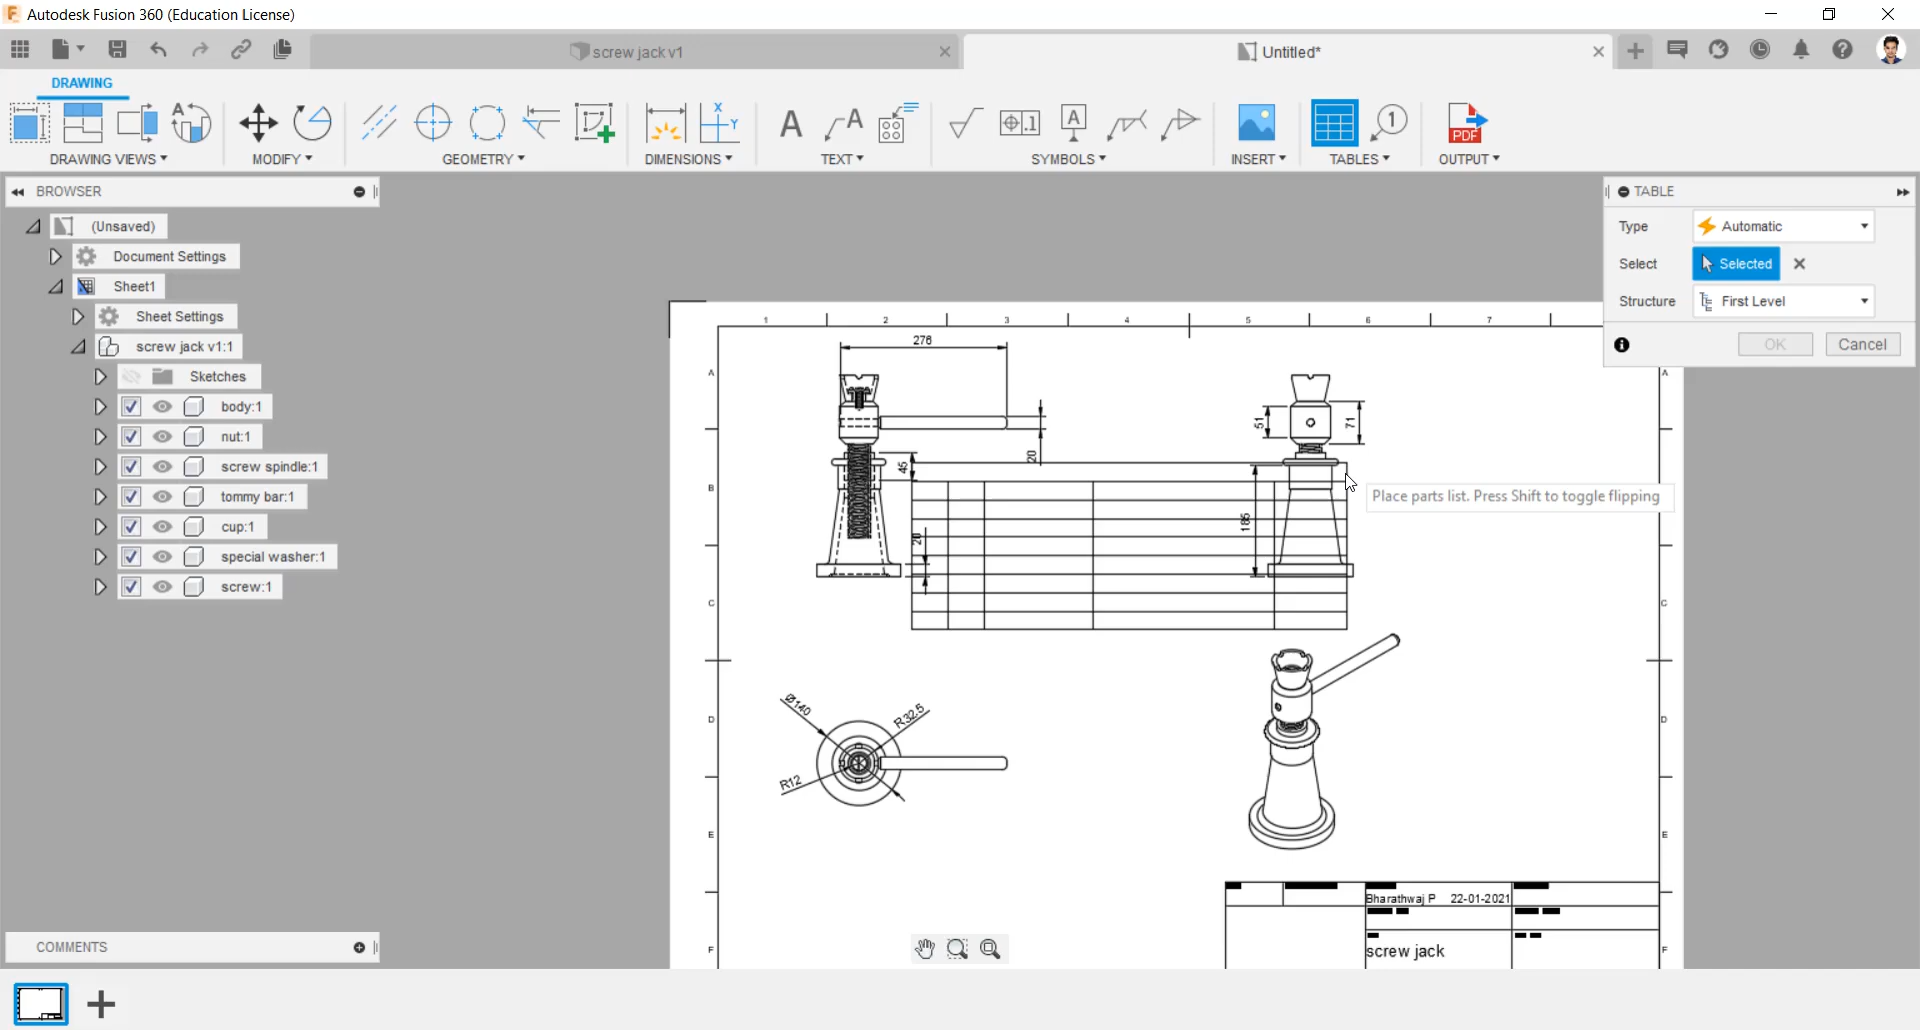 Autodesk Fusion 360 (Education License)
screw jack v1
Untitled*
DRAWING
DRAWING VIEWS
MODIFY
GEOMETRY
DIMENSIONS
TEXT
SYMBOLS
INSERT
TABLES
OUTPUT
PDF
BROWSER
(Unsaved)
Document Settings
Sheet1
Sheet Settings
screw jack v1:1
Sketches
body:1
nut:1
screw spindle:1
tommy bar:1
cup:1
special washer:1
screw:1
TABLE
Type Automatic
Select Selected
Structure First Level
OK Cancel
1 2 3 4 5 6 7
A A
B
C C
D D
E E
F F
276
20
45
20
51
71
185
Place parts list. Press Shift to toggle flipping
Ø140
R32.5
R12
Bharathwaj P 22-01-2021
screw jack
COMMENTS